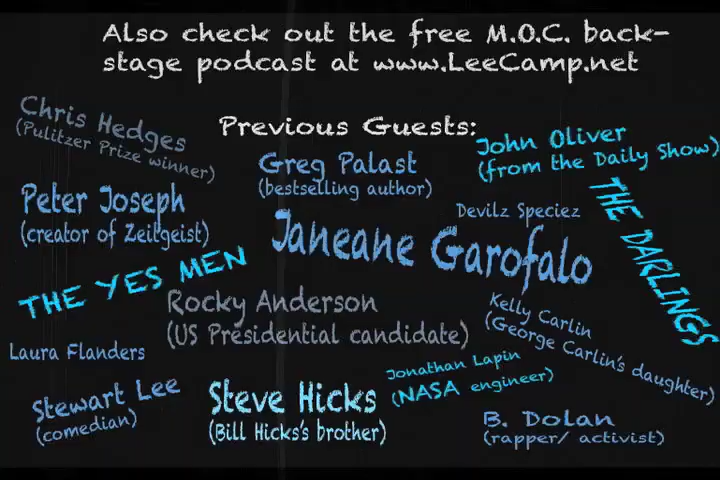 Also check out the free M.O.C. back-
stage podcast at www.LeeCamp.net
Previous Guests:
Chris Hedges
(Pulitzer Prize winner)
Greg Palast
(bestselling author)
John Oliver
(from the Daily Show)
Peter Joseph
(creator of Zeitgeist)
Devilz Speciez
Janeane Garofalo
THE DARLINGS
THE YES MEN
Rocky Anderson
(US Presidential candidate)
Kelly Carlin
(George Carlin's daughter)
Laura Flanders
Jonathan Lapin
(NASA engineer)
Stewart Lee
(comedian)
Steve Hicks
(Bill Hicks's brother)
B. Dolan
(rapper/ activist)